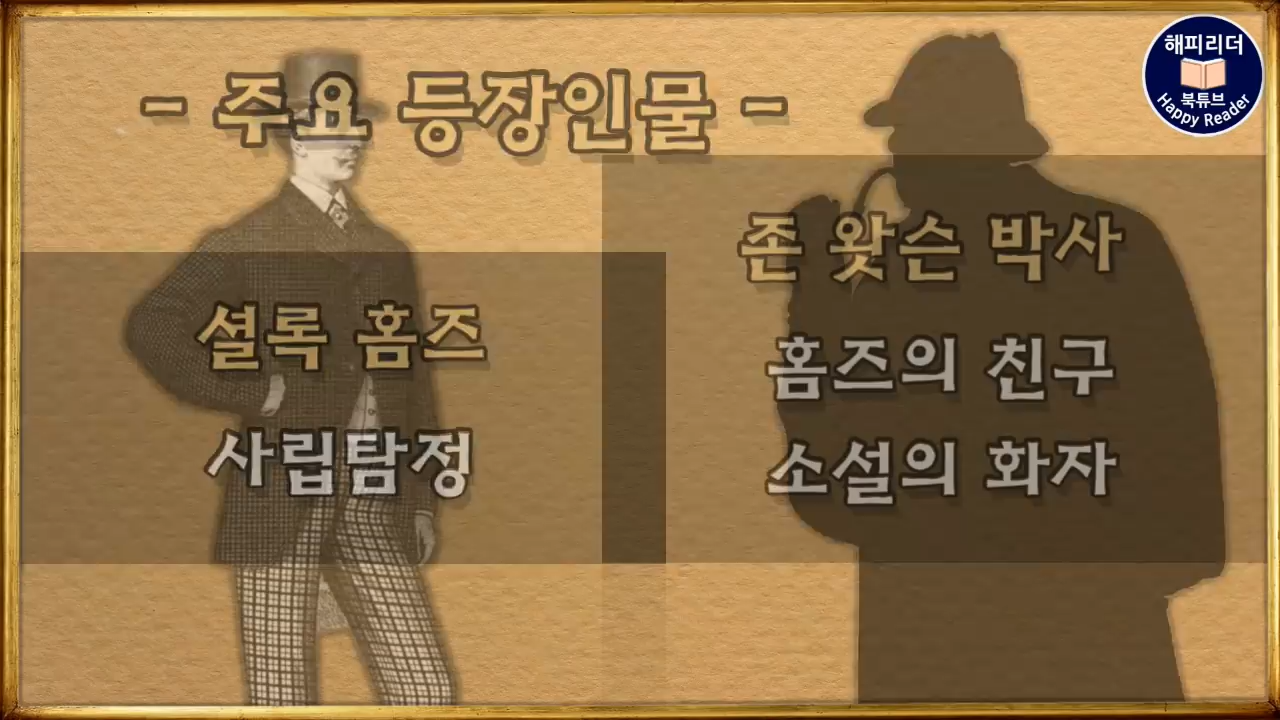 - 주요 등장인물 -
셜록 홈즈
사립탐정
존 왓슨 박사
홈즈의 친구
소설의 화자
해피리더
북튜브
Happy Reader